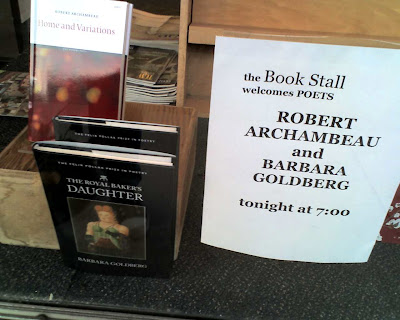 ROBERT ARCHAMBEAU
Home and Variations
THE FELIX POLLAK PRIZE IN POETRY
THE FELIX POLLAK PRIZE IN POETRY
THE ROYAL BAKER'S
DAUGHTER
BARBARA GOLDBERG
the Book Stall
welcomes POETS
ROBERT
ARCHAMBEAU
and
BARBARA
GOLDBERG
tonight at 7:00